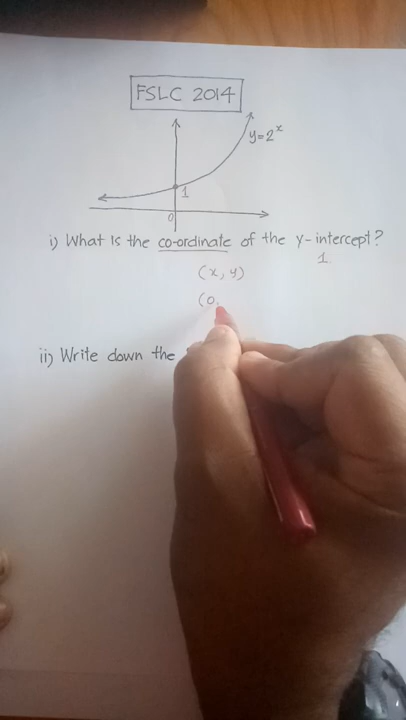 FSLC 2014
y=2^x
1
0
i) What Is the co-ordinate of the y-intercept?
1
(x, y)
(0,
ii) Write down the